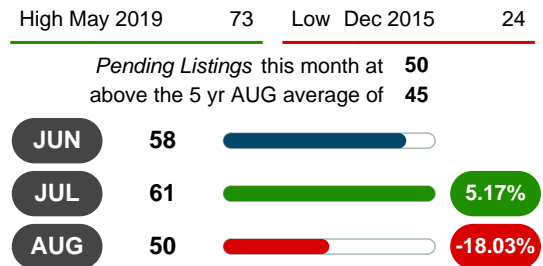 High May 2019 73 Low Dec 2015 24
Pending Listings this month at 50
above the 5 yr AUG average of 45
JUN 58
JUL 61 5.17%
AUG 50 -18.03%